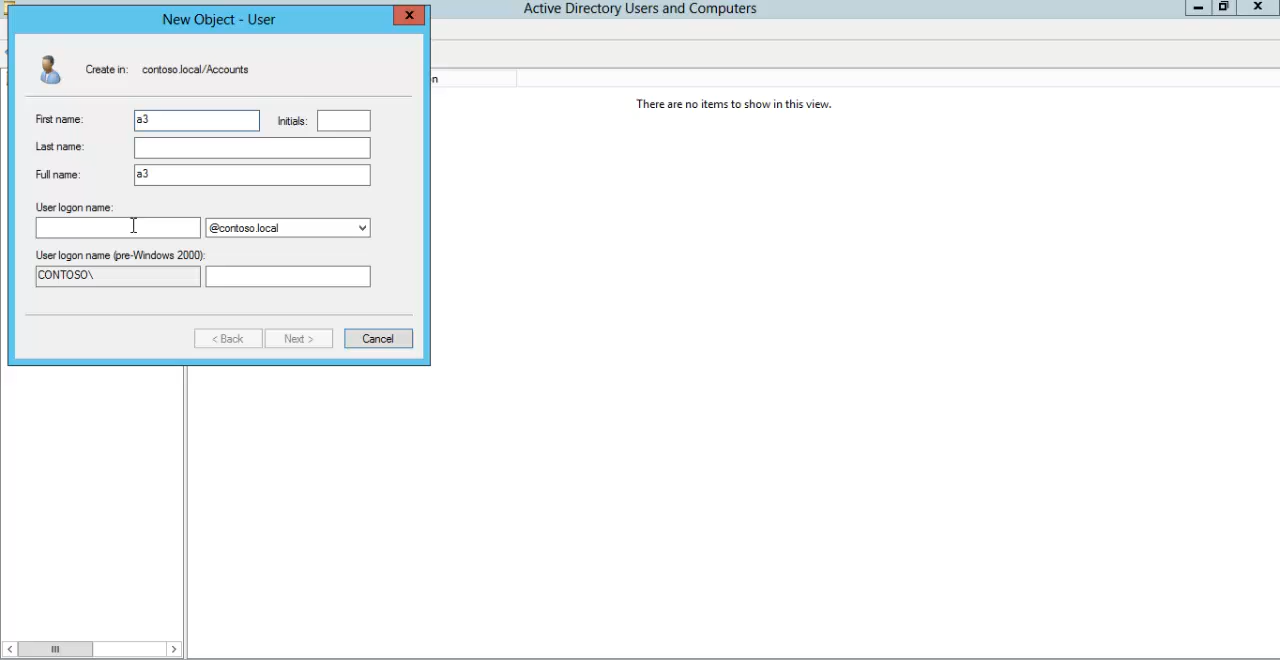 Active Directory Users and Computers
New Object - User
x
Create in: contoso.local/Accounts
First name: a3 Initials:
Last name:
Full name: a3
User logon name:
@contoso.local
User logon name (pre-Windows 2000):
CONTOSO\
< Back Next > Cancel
n
There are no items to show in this view.